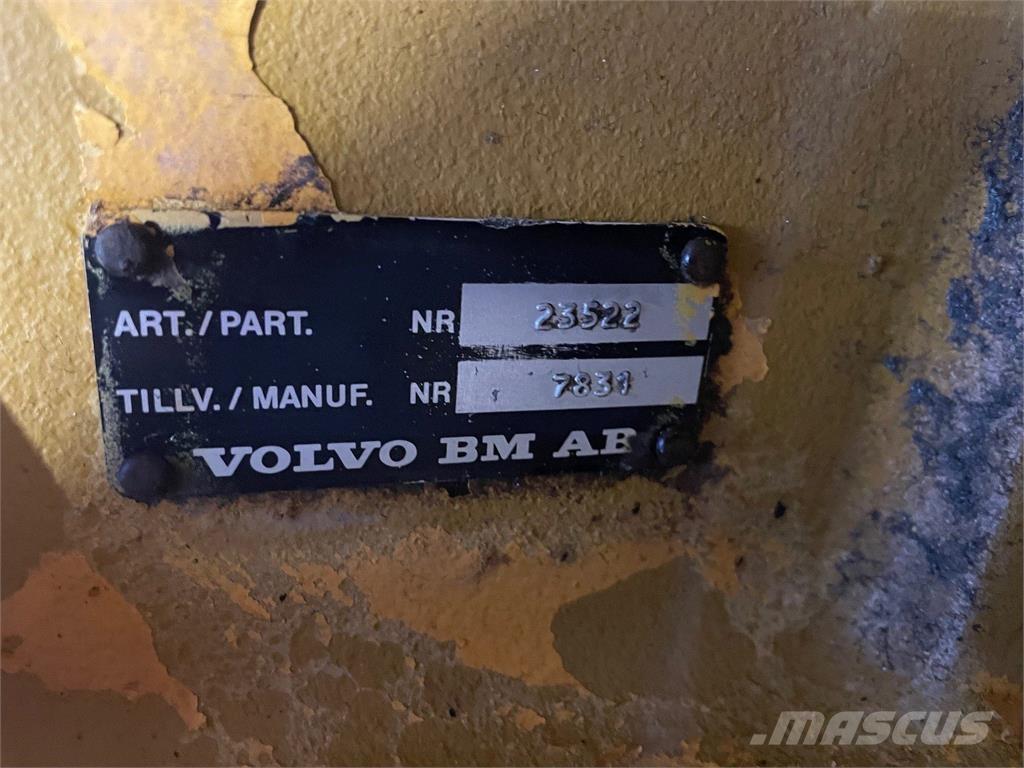 ART./PART. NR 23522
TILLV./MANUF. NR 7831
VOLVO BM AB
MASCUS